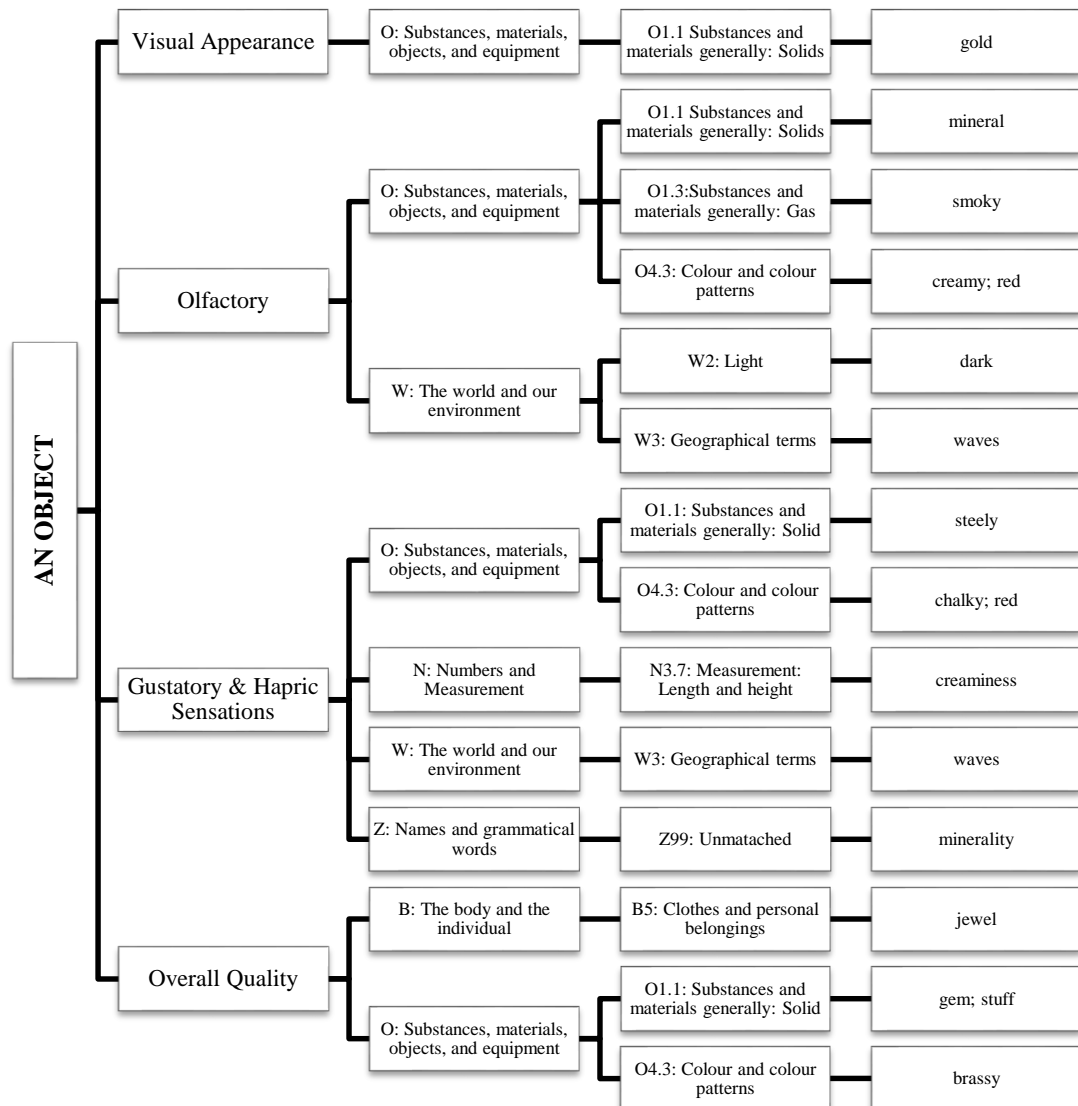 Visual Appearance
O: Substances, materials,
objects, and equipment
O1.1 Substances and
materials generally: Solids
gold
O1.1 Substances and
materials generally: Solids
mineral
O: Substances, materials,
objects, and equipment
O1.3:Substances and
materials generally: Gas
smoky
O4.3: Colour and colour
patterns
creamy; red
Olfactory
W: The world and our
environment
W2: Light
dark
W3: Geographical terms
waves
AN OBJECT
O: Substances, materials,
objects, and equipment
O1.1: Substances and
materials generally: Solid
steely
O4.3: Colour and colour
patterns
chalky; red
Gustatory & Hapric
Sensations
N: Numbers and
Measurement
N3.7: Measurement:
Length and height
creaminess
W: The world and our
environment
W3: Geographical terms
waves
Z: Names and grammatical
words
Z99: Unmatached
minerality
B: The body and the
individual
B5: Clothes and personal
belongings
jewel
Overall Quality
O: Substances, materials,
objects, and equipment
O1.1: Substances and
materials generally: Solid
gem; stuff
O4.3: Colour and colour
patterns
brassy